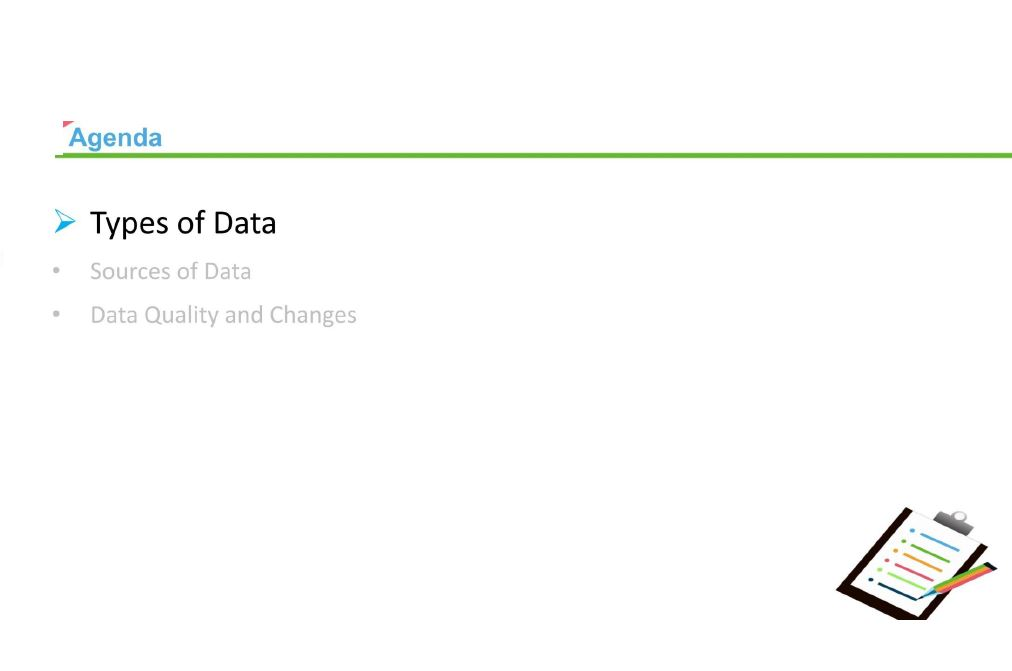 Agenda
Types of Data
• Sources of Data
• Data Quality and Changes